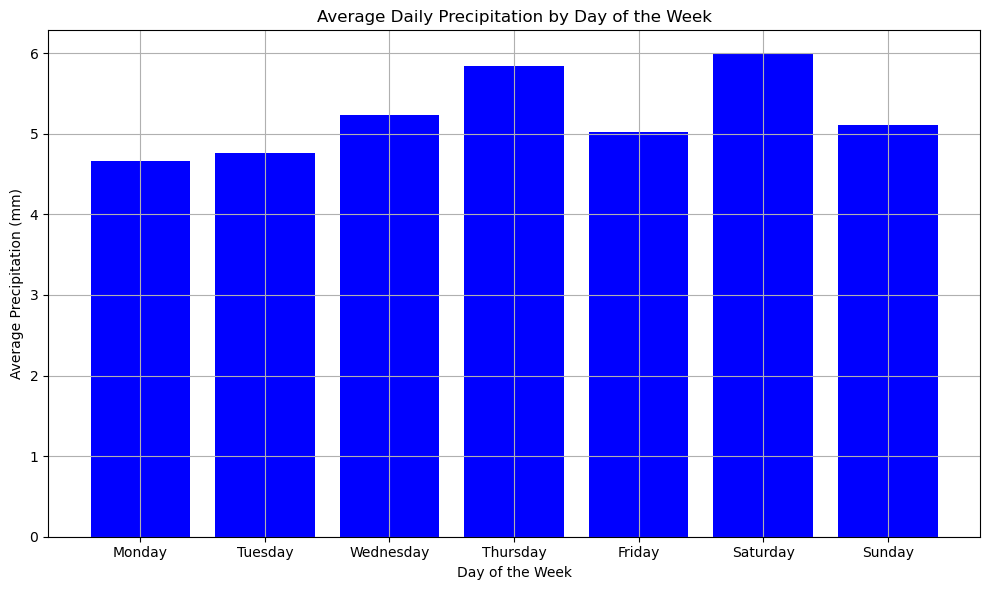 Average Daily Precipitation by Day of the Week
Average Precipitation (mm)
6
5
4
3
2
1
0
Monday Tuesday Wednesday Thursday Friday Saturday Sunday
Day of the Week